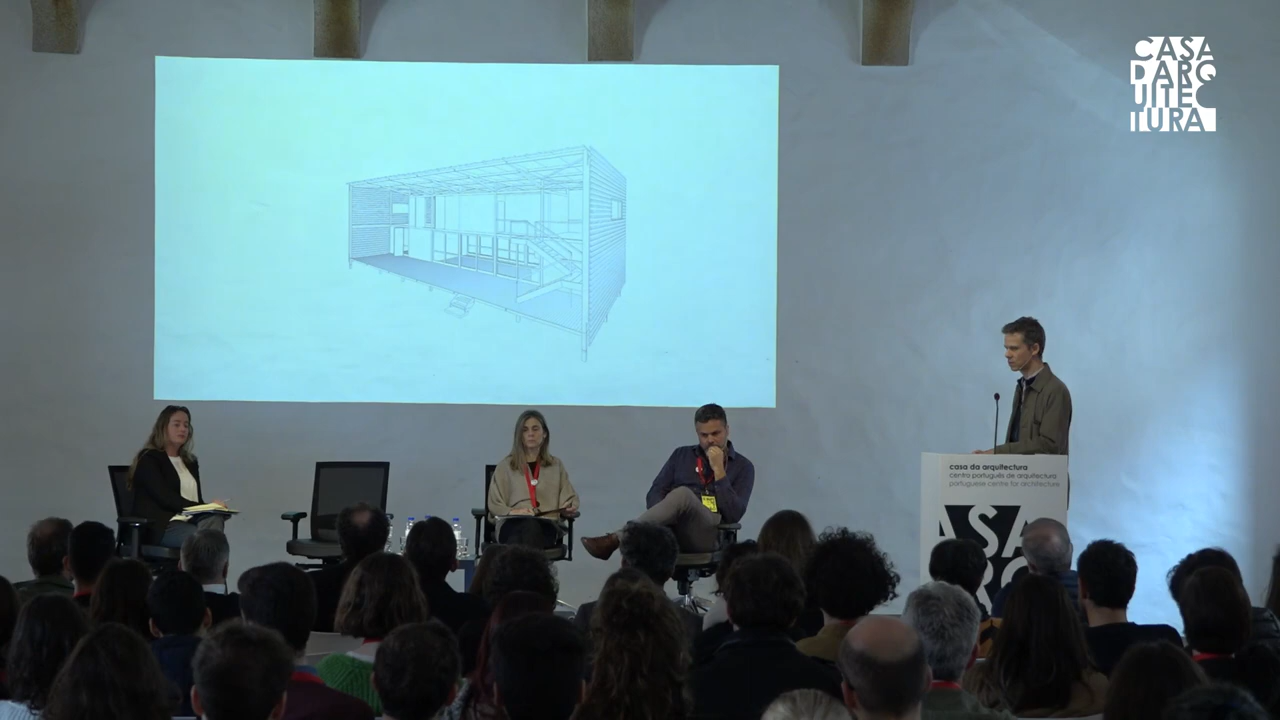 CASA
DARQ
UITEC
TURA
casa da arquitectura
centro português de arquitectura
portuguese centre for architecture
ASA